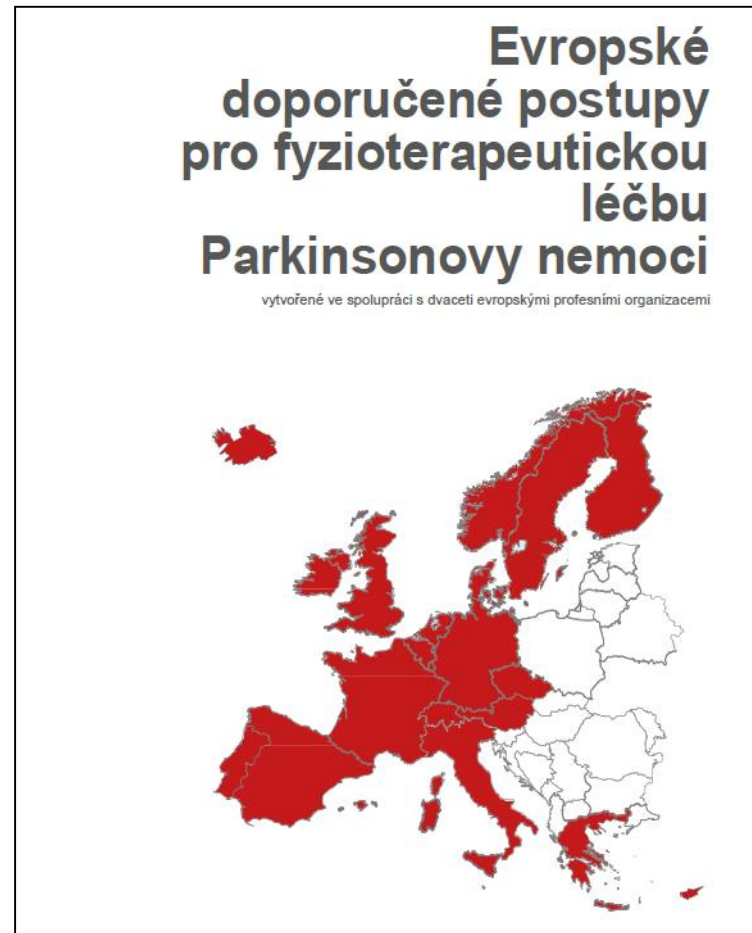 Evropské
doporučené postupy
pro fyzioterapeutickou
léčbu
Parkinsonovy nemoci
vytvořené ve spolupráci s dvaceti evropskými profesními organizacemi